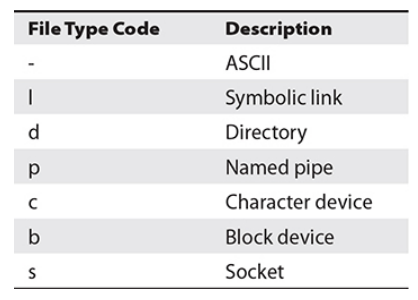 File Type Code Description
- ASCII
l Symbolic link
d Directory
p Named pipe
c Character device
b Block device
s Socket